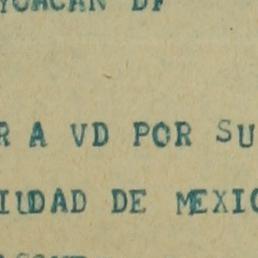 YOACAN DF
R A VD POR SU
IUDAD DE MEXIC